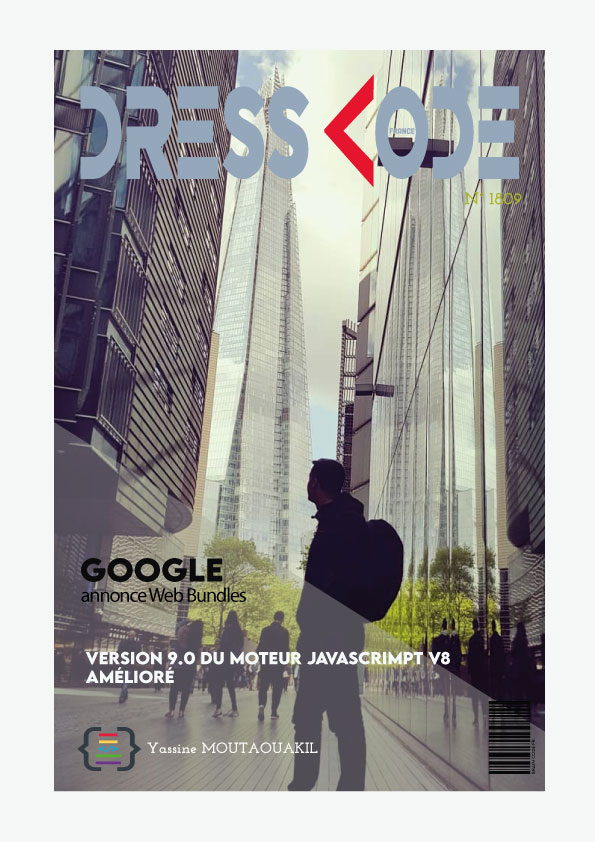 DRESS CODE
FRANCE
N° 1809
GOOGLE
annonce Web Bundles
VERSION 9.0 DU MOTEUR JAVASCRIMPT V8
AMÉLIORÉ
Yassine MOUTAOUAKIL